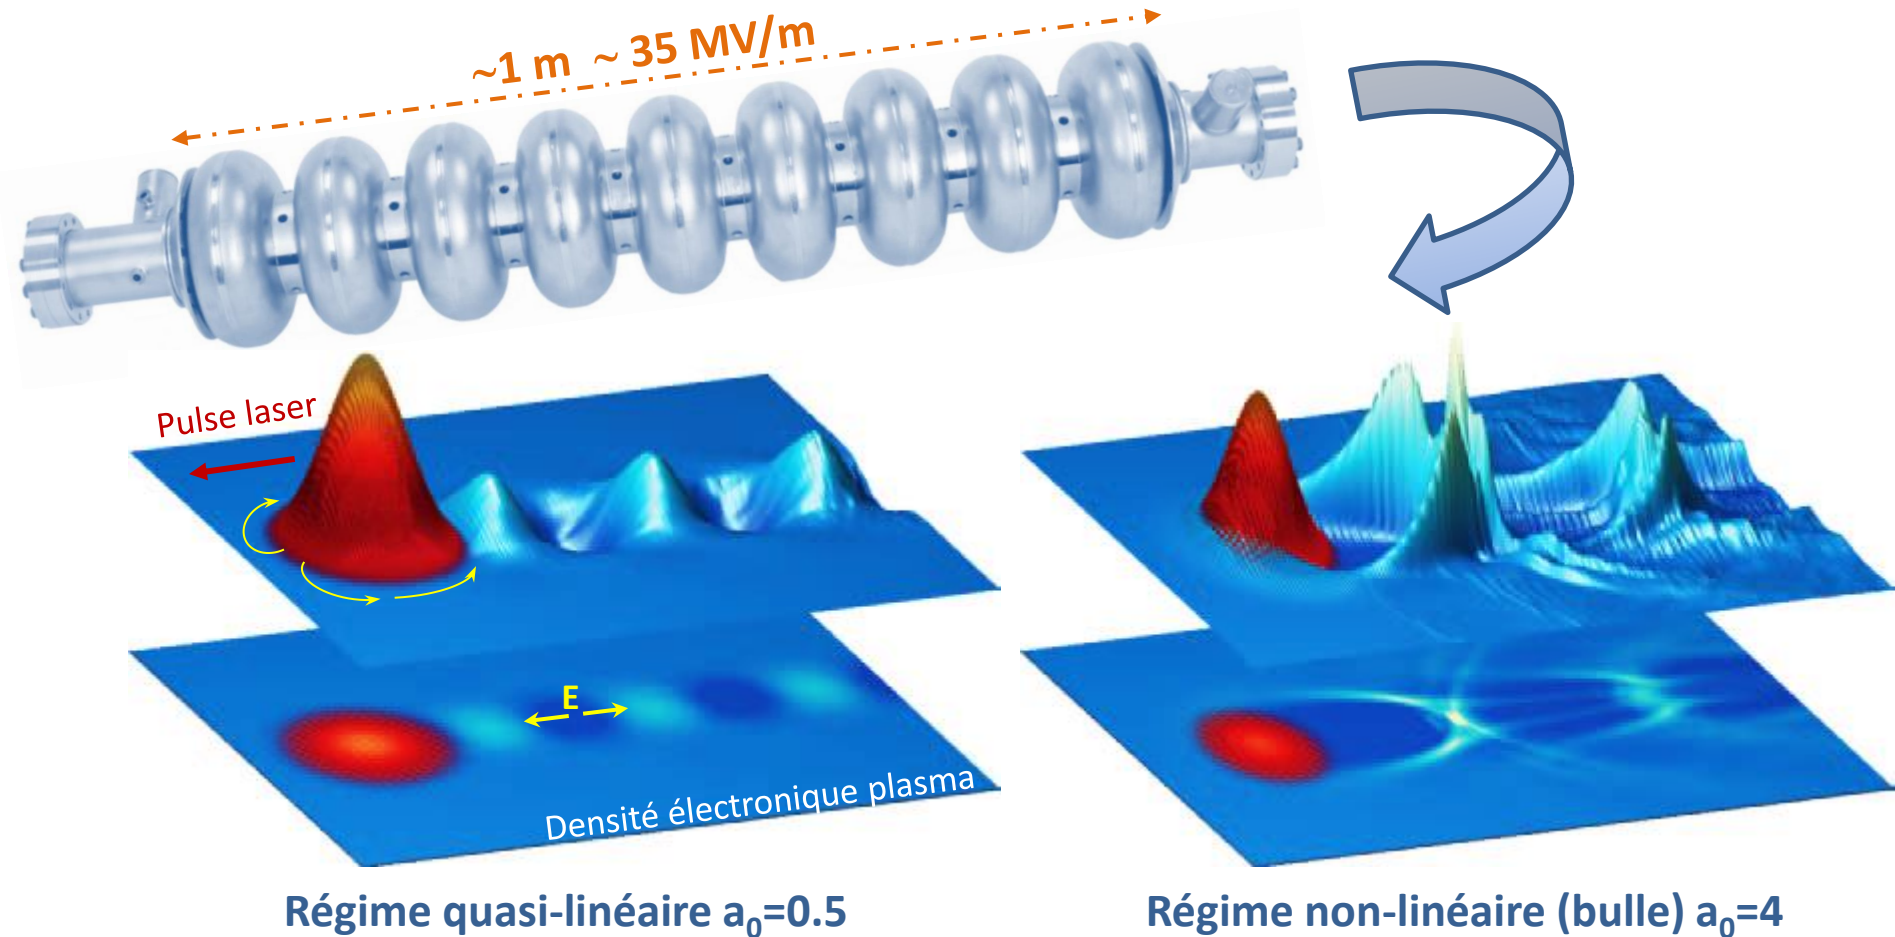 ~1 m ~ 35 MV/m
Pulse laser
E
Densité électronique plasma
Régime quasi-linéaire a₀=0.5
Régime non-linéaire (bulle) a₀=4